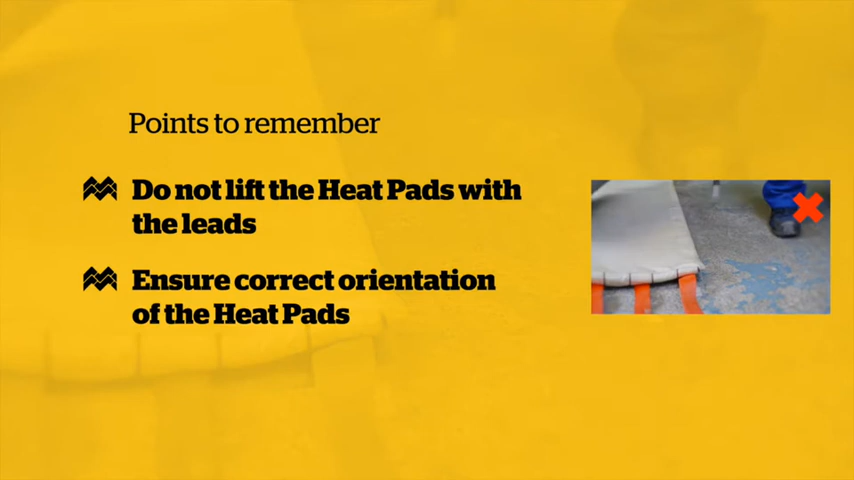 Points to remember
Do not lift the Heat Pads with
the leads
Ensure correct orientation
of the Heat Pads